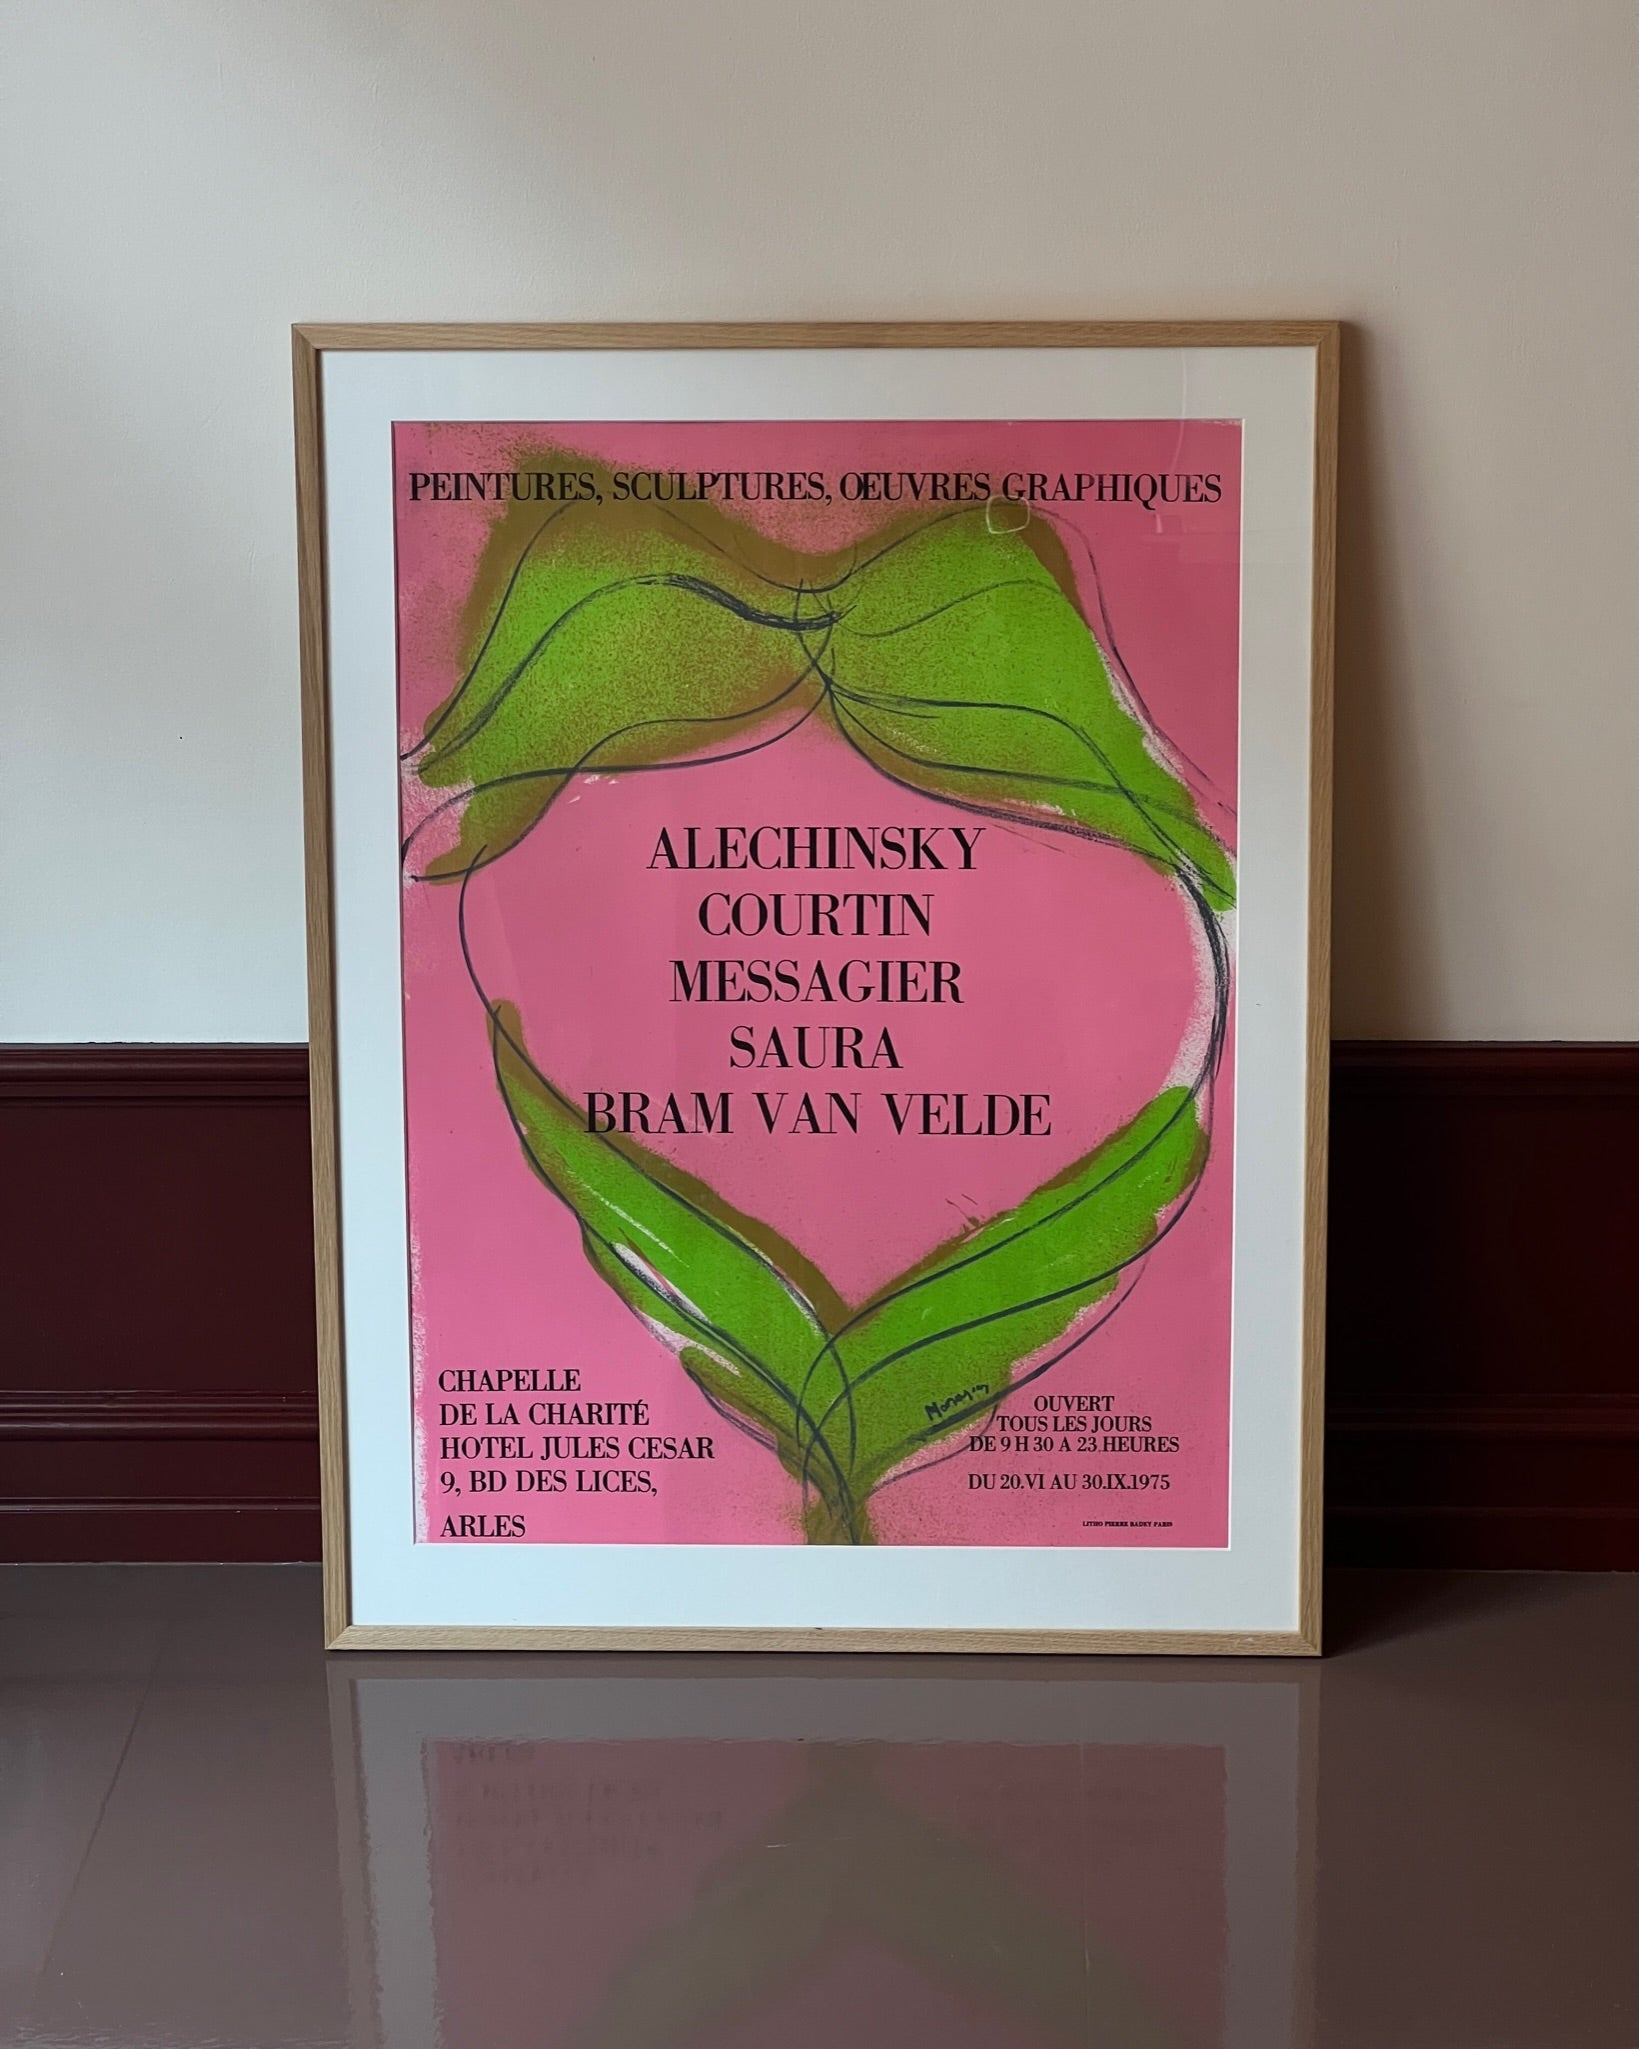 PEINTURES, SCULPTURES, ŒUVRES GRAPHIQUES
ALECHINSKY
COURTIN
MESSAGIER
SAURA
BRAM VAN VELDE
CHAPELLE
DE LA CHARITÉ
HOTEL JULES CESAR
9, BD DES LICES,
ARLES
OUVERT
TOUS LES JOURS
DE 9 H 30 A 23 HEURES
DU 20.VI AU 30.IX.1975
LITHO PIERRE BADEY PARIS